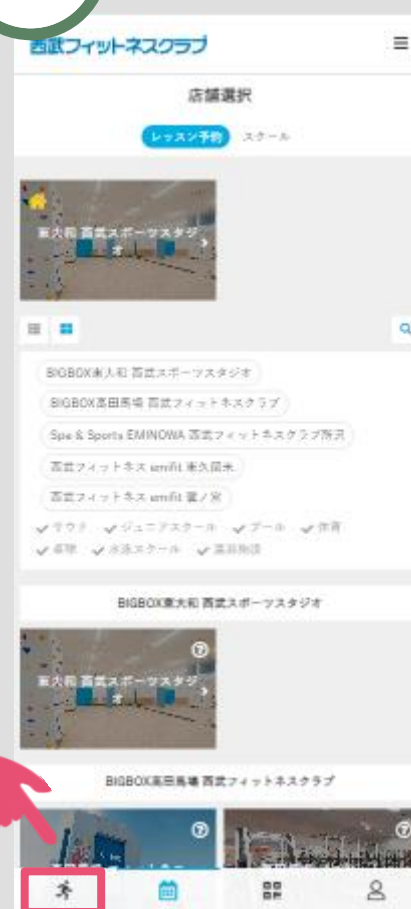 西武フィットネスクラブ
店舗選択
レッスン予約 スクール
東大和 西武スポーツスタジ
オ
BIGBOX東大和 西武スポーツスタジオ
BIGBOX高田馬場 西武フィットネスクラブ
Spa & Sports EMINOWA 西武フィットネスクラブ所沢
西武フィットネス emifit 東久留米
西武フィットネス emifit 鷺ノ宮
サウナ ジュニアスクール プール 体育
卓球 水泳スクール 温浴施設
BIGBOX東大和 西武スポーツスタジオ
東大和 西武スポーツスタジ
オ
BIGBOX高田馬場 西武フィットネスクラブ